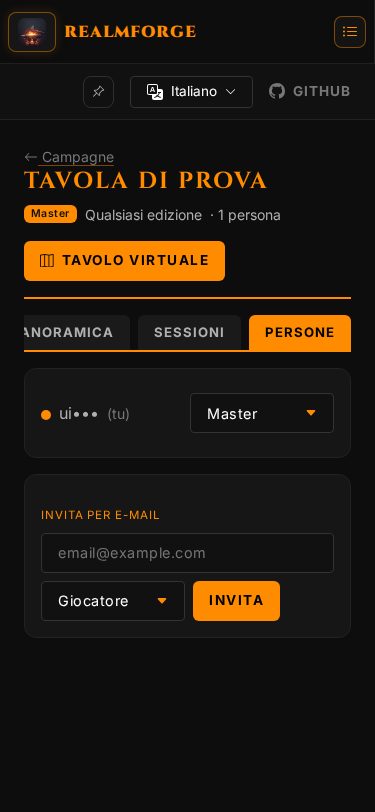 REALMFORGE
Italiano
GITHUB
← Campagne
TAVOLA DI PROVA
Master Qualsiasi edizione · 1 persona
TAVOLO VIRTUALE
ANORAMICA SESSIONI PERSONE
ui••• (tu) Master
INVITA PER E-MAIL
email@example.com
Giocatore INVITA